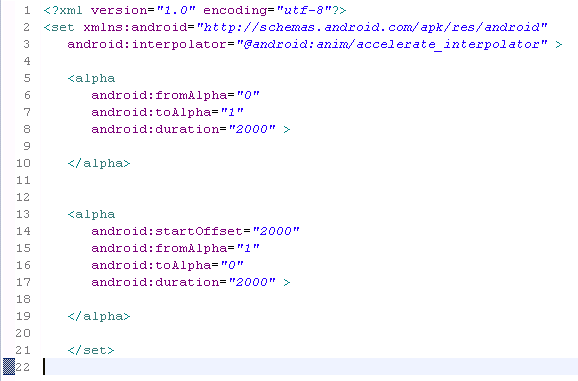 1 <?xml version="1.0" encoding="utf-8"?>
2 <set xmlns:android="http://schemas.android.com/apk/res/android"
3 android:interpolator="@android:anim/accelerate_interpolator" >
4
5 <alpha
6 android:fromAlpha="0"
7 android:toAlpha="1"
8 android:duration="2000" >
9
10 </alpha>
11
12
13 <alpha
14 android:startOffset="2000"
15 android:fromAlpha="1"
16 android:toAlpha="0"
17 android:duration="2000" >
18
19 </alpha>
20
21 </set>
22